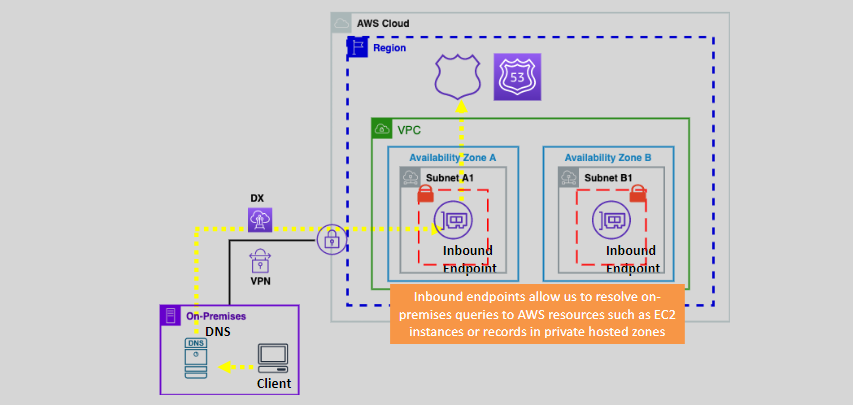 AWS Cloud
Region
53
VPC
Availability Zone A
Availability Zone B
Subnet A1
Subnet B1
DX
Inbound
Endpoint
Inbound
Endpoint
VPN
Inbound endpoints allow us to resolve on-
premises queries to AWS resources such as EC2
instances or records in private hosted zones
On-Premises
DNS
DNS
Client